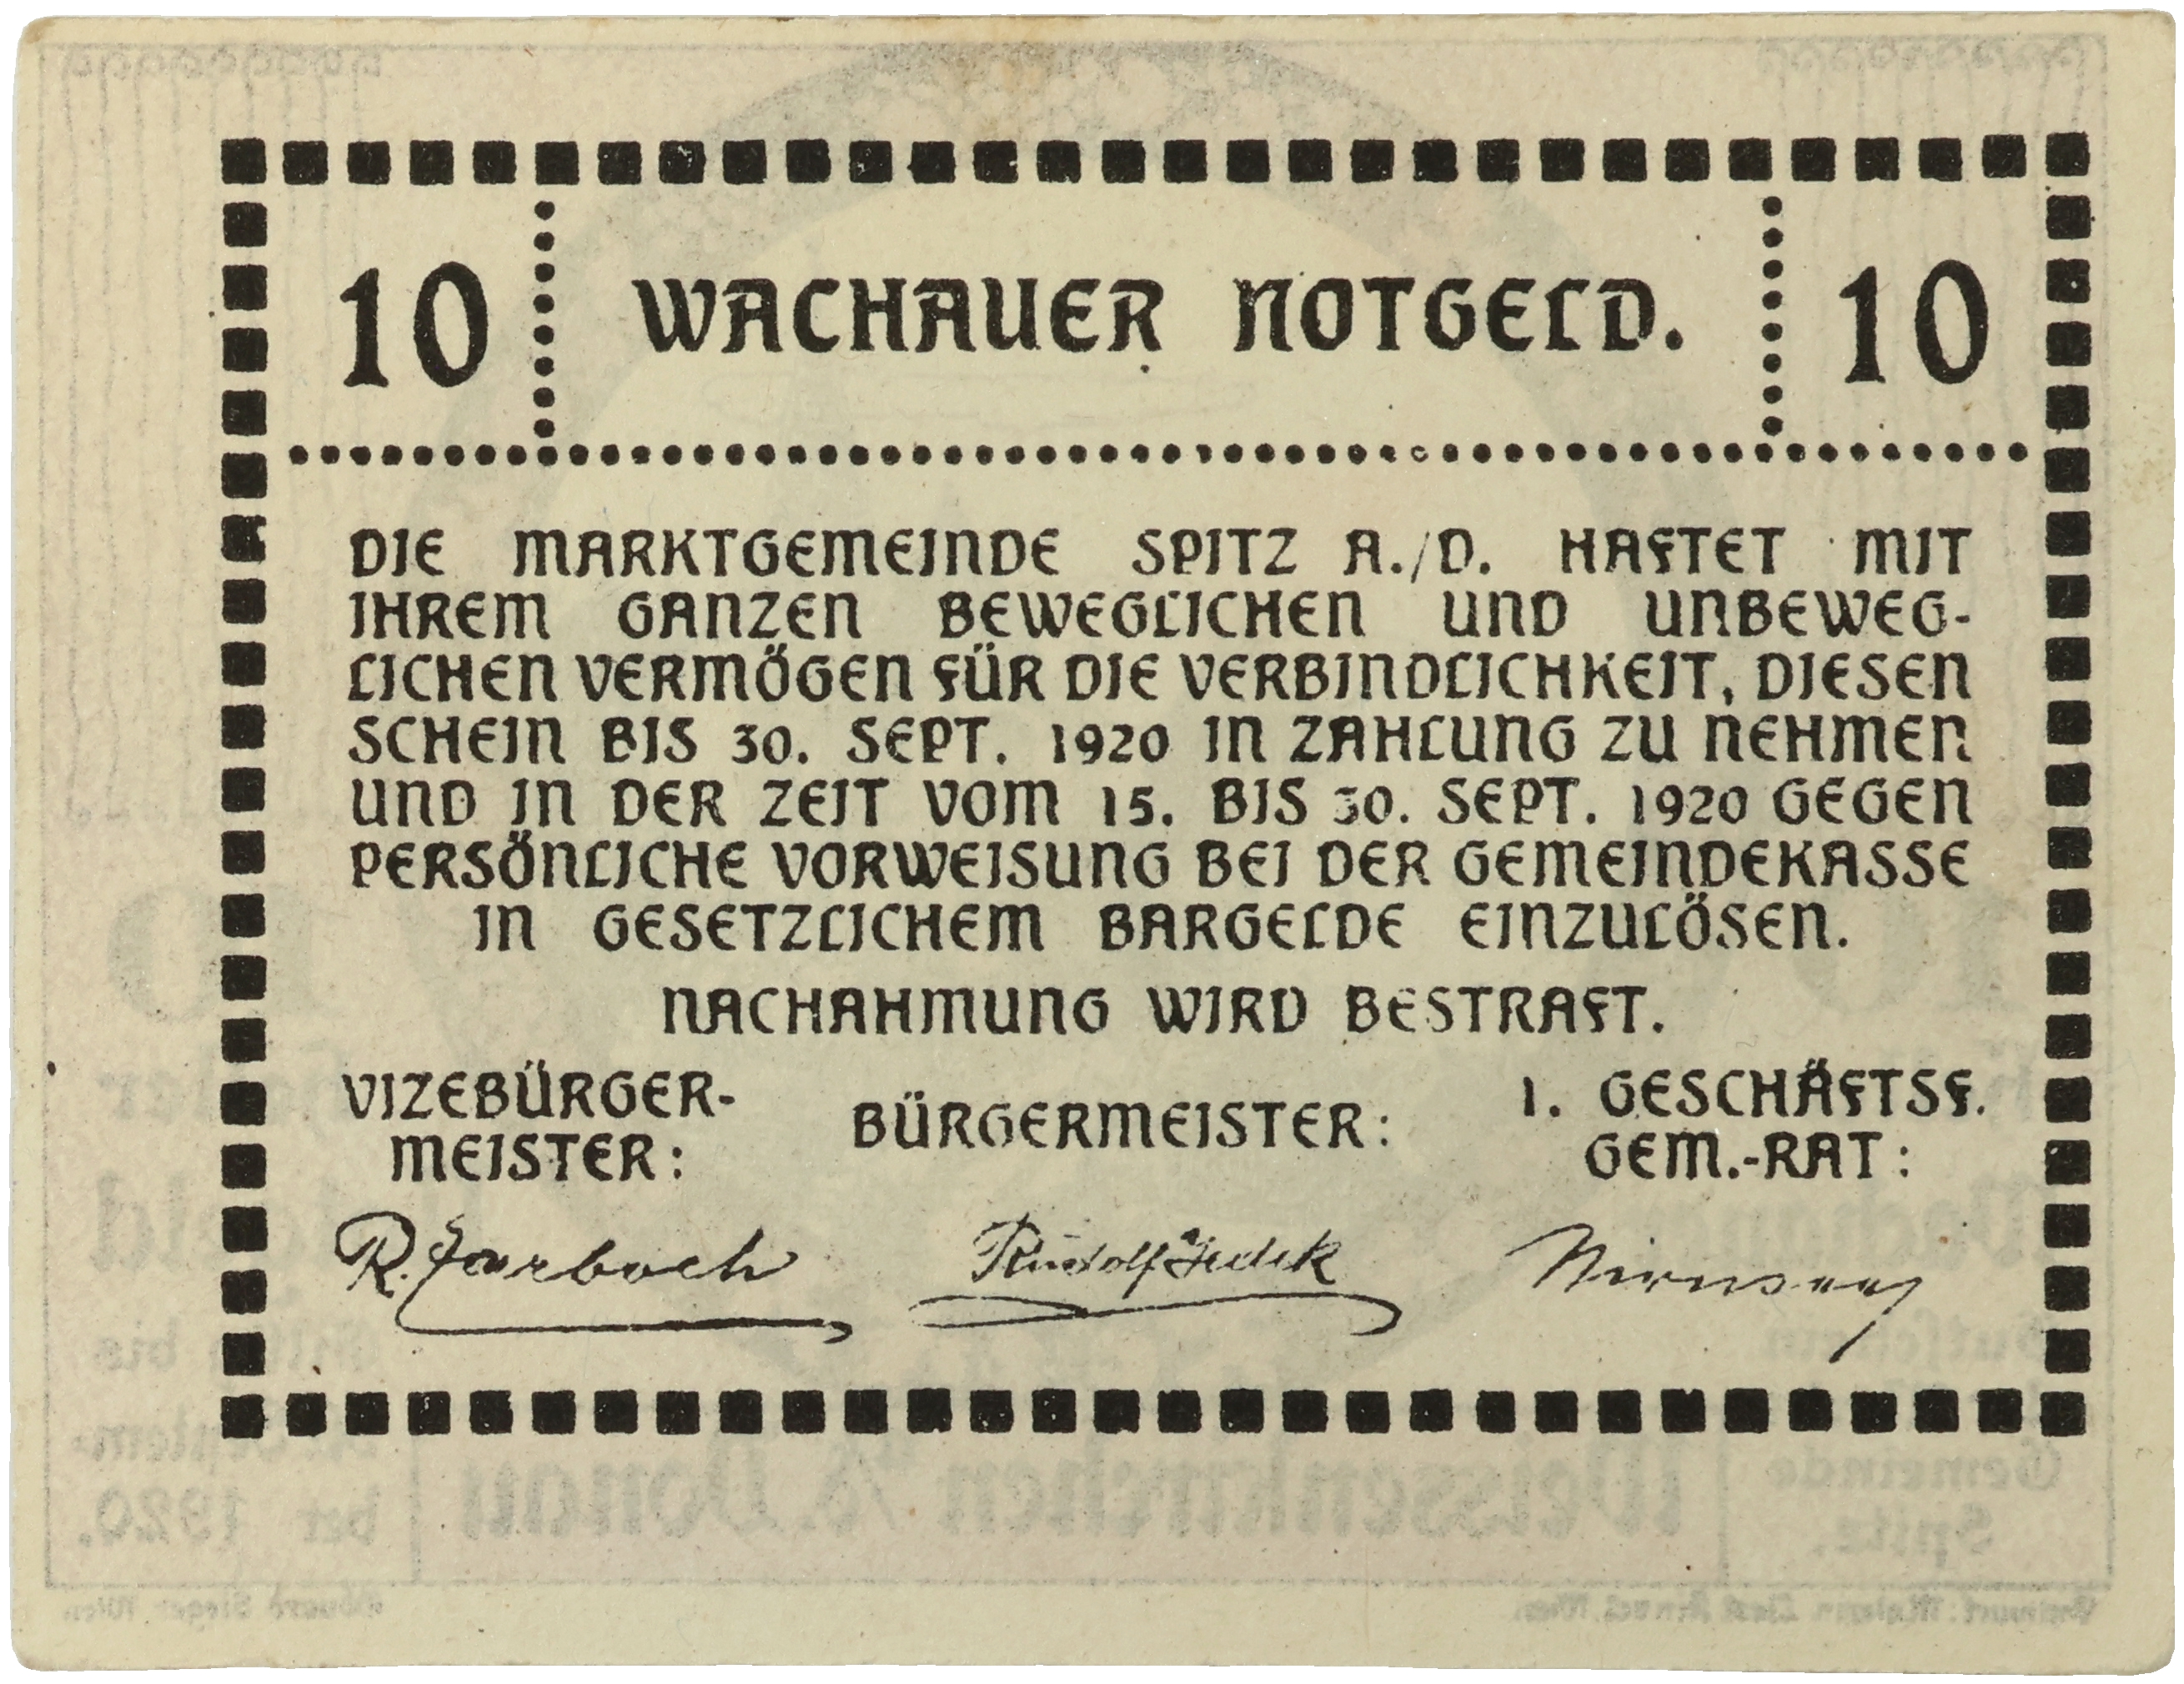 10 WACHAUER NOTGELD. 10
DIE MARKTGEMEINDE SPITZ A./D. HAFTET MIT
IHREM GANZEN BEWEGLICHEN UND UNBEWEG-
LICHEN VERMÖGEN FÜR DIE VERBINDLICHKEIT, DIESEN
SCHEIN BIS 30. SEPT. 1920 IN ZAHLUNG ZU NEHMEN
UND IN DER ZEIT VOM 15. BIS 30. SEPT. 1920 GEGEN
PERSÖNLICHE VORWEISUNG BEI DER GEMEINDEKASSE
IN GESETZLICHEM BARGELDE EINZULÖSEN.
NACHAHMUNG WIRD BESTRAFT.
VIZEBÜRGER-
MEISTER:
BÜRGERMEISTER:
1. GESCHÄFTSF.
GEM.-RAT:
R.
Rudolf